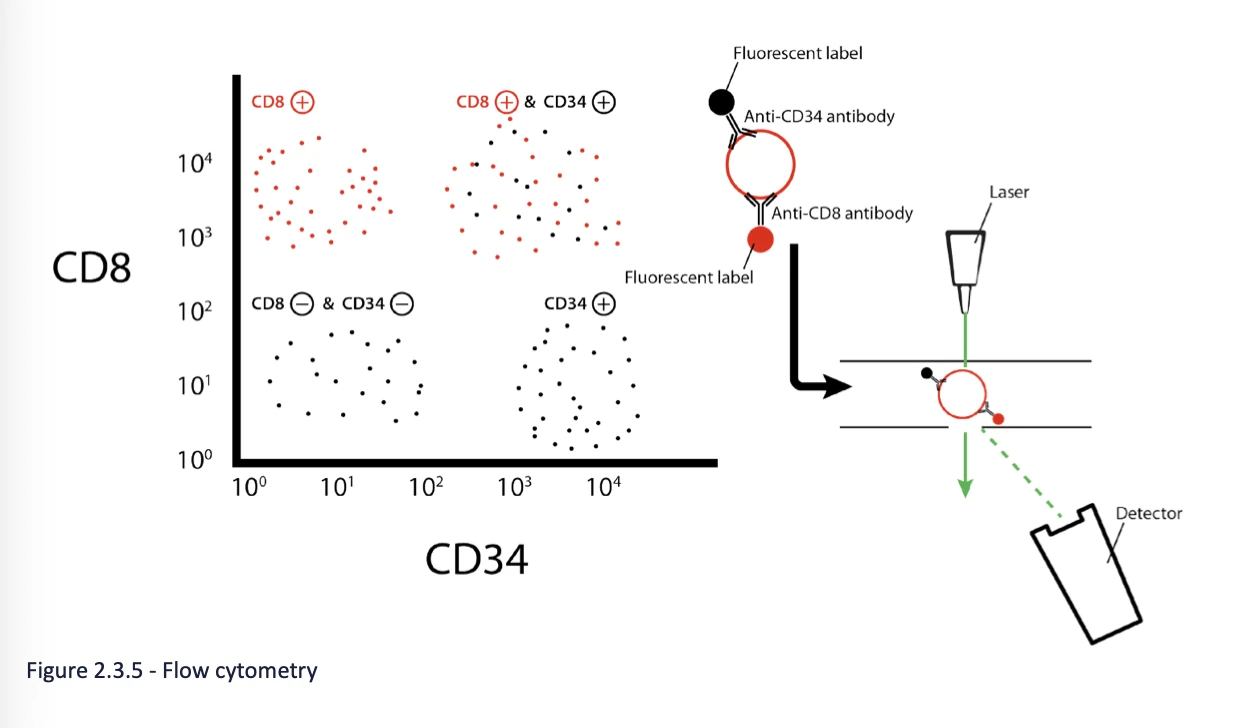 Fluorescent label
CD8 ⊕
CD8 ⊕ & CD34 ⊕
Anti-CD34 antibody
10⁴
Laser
Anti-CD8 antibody
10³
CD8
Fluorescent label
10²
CD8 ⊖ & CD34 ⊖
CD34 ⊕
10¹
10⁰
10⁰ 10¹ 10² 10³ 10⁴
Detector
CD34
Figure 2.3.5 - Flow cytometry